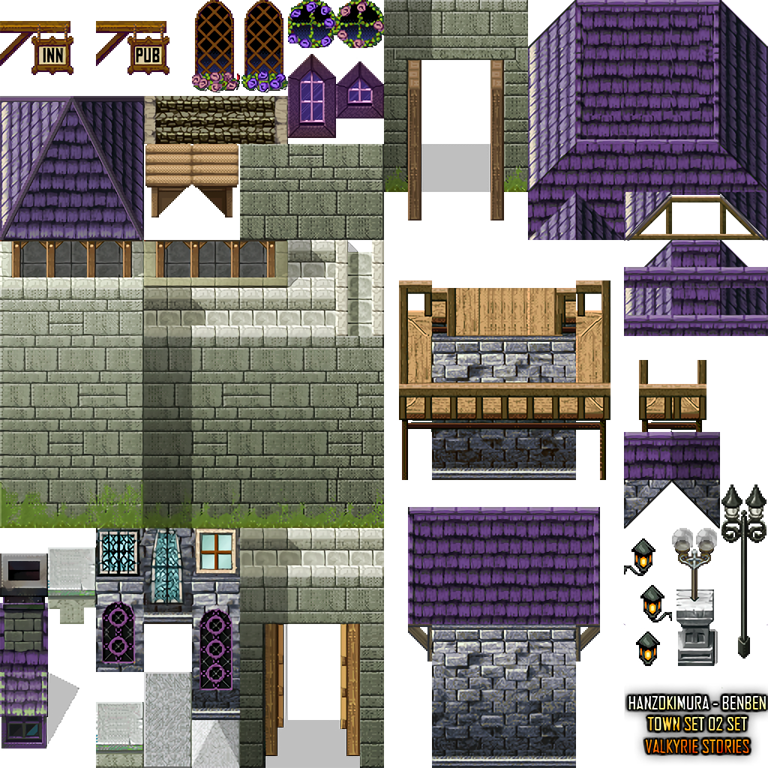 INN
PUB
HANZOKIMURA - BENBEN
TOWN SET 02 SET
VALKYRIE STORIES